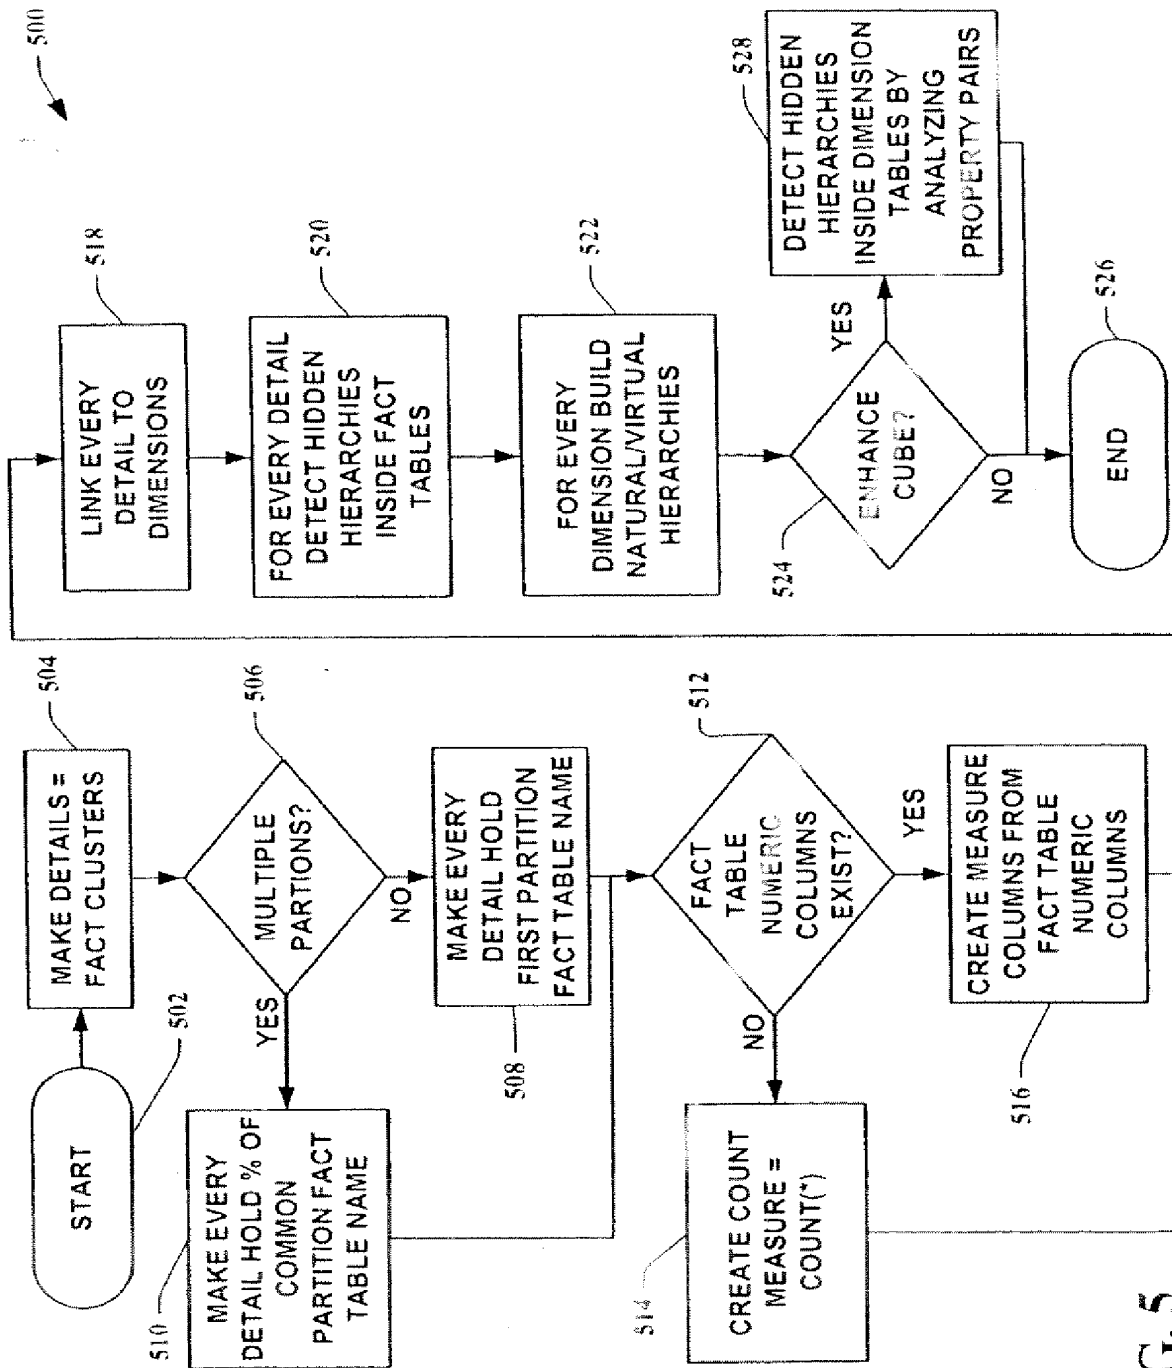 500
START
502
MAKE DETAILS =
FACT CLUSTERS
504
MULTIPLE
PARTIONS?
506
YES
NO
MAKE EVERY
DETAIL HOLD % OF
COMMON
PARTITION FACT
TABLE NAME
510
MAKE EVERY
DETAIL HOLD
FIRST PARTITION
FACT TABLE NAME
508
FACT
TABLE
NUMERIC
COLUMNS
EXIST?
512
NO
YES
CREATE COUNT
MEASURE =
COUNT(*)
514
CREATE MEASURE
COLUMNS FROM
FACT TABLE
NUMERIC
COLUMNS
516
LINK EVERY
DETAIL TO
DIMENSIONS
518
FOR EVERY DETAIL
DETECT HIDDEN
HIERARCHIES
INSIDE FACT
TABLES
520
FOR EVERY
DIMENSION BUILD
NATURAL/VIRTUAL
HIERARCHIES
522
ENHANCE
CUBE?
524
YES
NO
DETECT HIDDEN
HIERARCHIES
INSIDE DIMENSION
TABLES BY
ANALYZING
PROPERTY PAIRS
528
END
526
G. 5